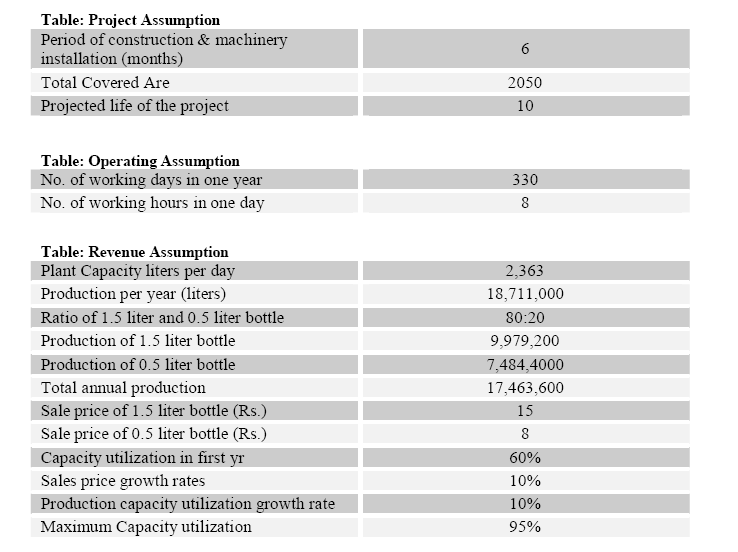 Table: Project Assumption
Period of construction & machinery
installation (months) 6
Total Covered Are 2050
Projected life of the project 10
Table: Operating Assumption
No. of working days in one year 330
No. of working hours in one day 8
Table: Revenue Assumption
Plant Capacity liters per day 2,363
Production per year (liters) 18,711,000
Ratio of 1.5 liter and 0.5 liter bottle 80:20
Production of 1.5 liter bottle 9,979,200
Production of 0.5 liter bottle 7,484,4000
Total annual production 17,463,600
Sale price of 1.5 liter bottle (Rs.) 15
Sale price of 0.5 liter bottle (Rs.) 8
Capacity utilization in first yr 60%
Sales price growth rates 10%
Production capacity utilization growth rate 10%
Maximum Capacity utilization 95%